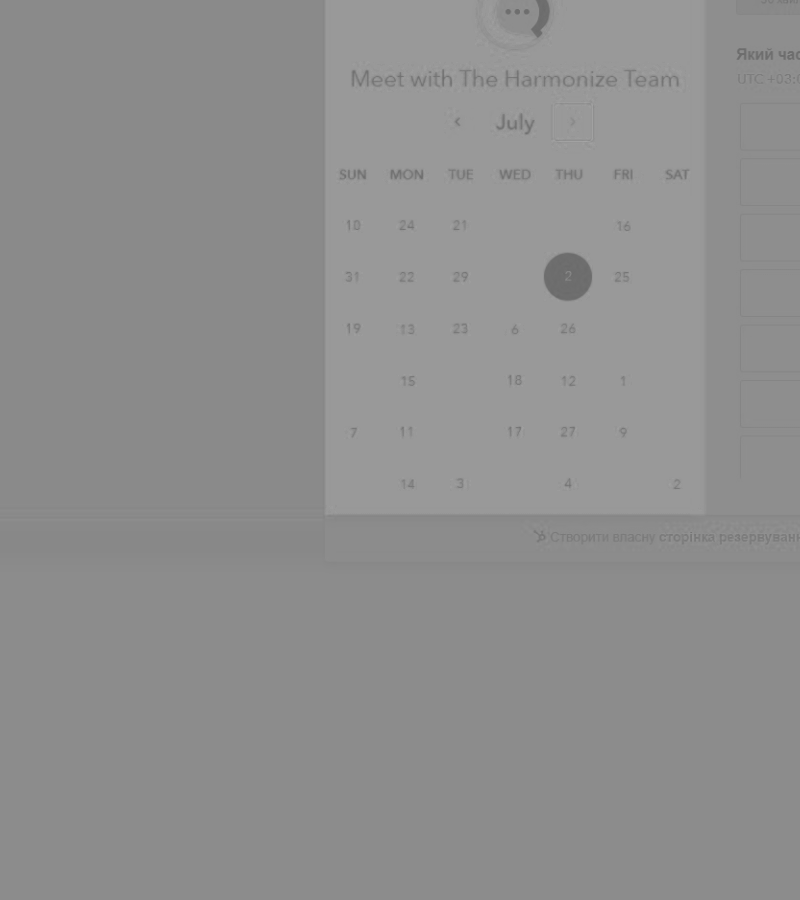 Meet with The Harmonize Team
Який час
UTC +03:0
‹ July ›
SUN MON TUE WED THU FRI SAT
10 24 21 16
31 22 29 2 25
19 13 23 6 26
15 18 12 1
7 11 17 27 9
14 3 4 2
Створити власну сторінка резервуван